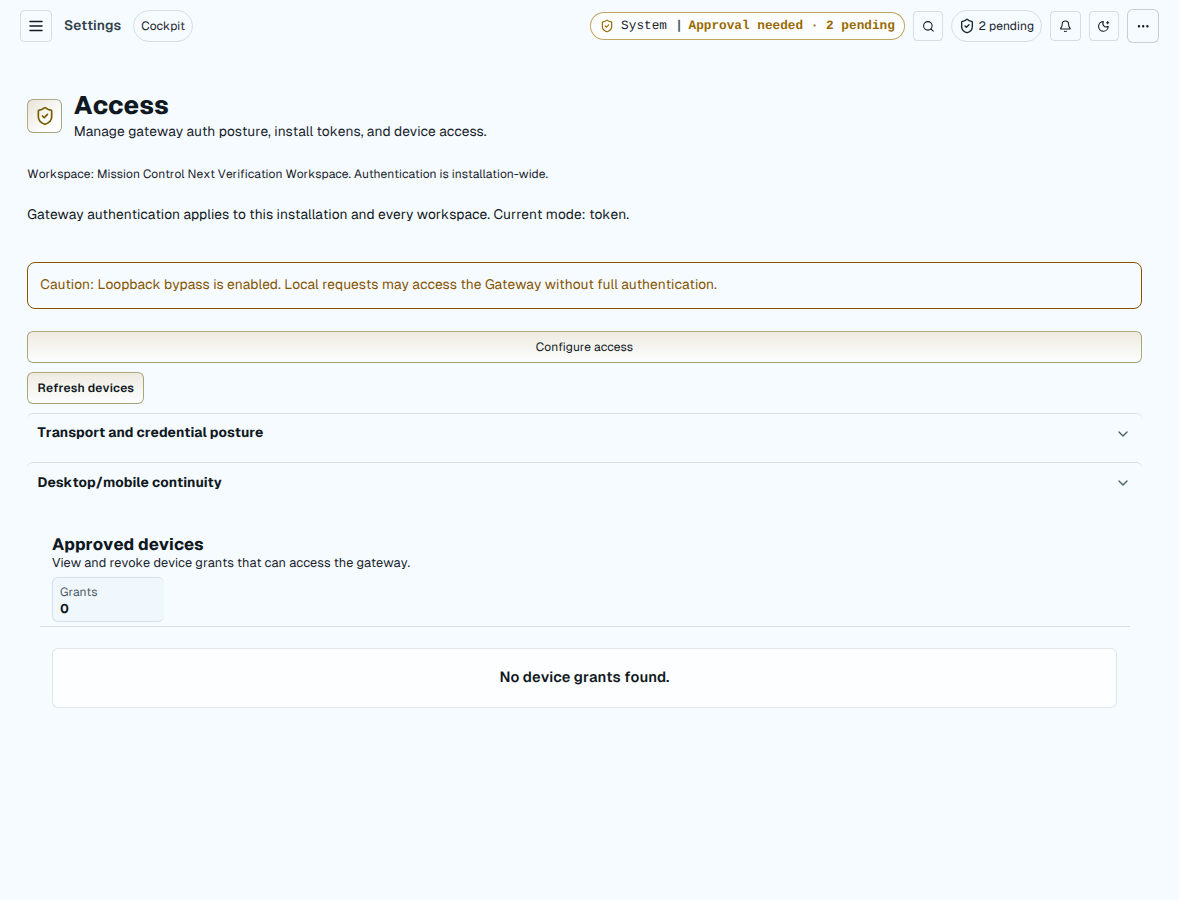 Settings
Cockpit
System | Approval needed · 2 pending
2 pending
Access
Manage gateway auth posture, install tokens, and device access.
Workspace: Mission Control Next Verification Workspace. Authentication is installation-wide.
Gateway authentication applies to this installation and every workspace. Current mode: token.
Caution: Loopback bypass is enabled. Local requests may access the Gateway without full authentication.
Configure access
Refresh devices
Transport and credential posture
Desktop/mobile continuity
Approved devices
View and revoke device grants that can access the gateway.
Grants
0
No device grants found.